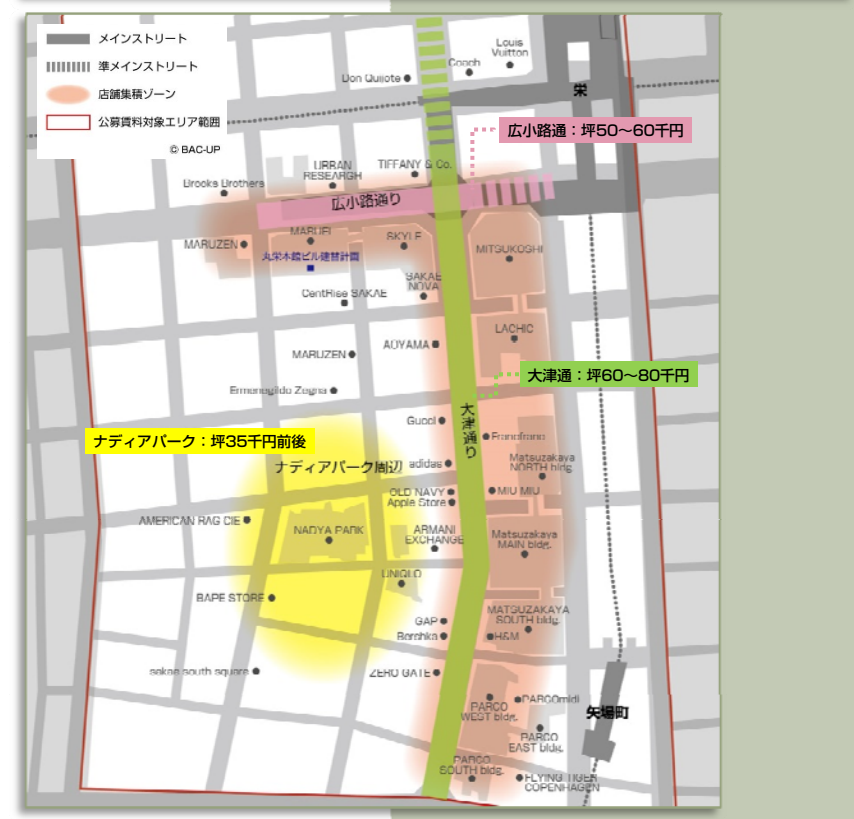 メインストリート
準メインストリート
店舗集積ゾーン
公募賃料対象エリア範囲
© BAC-UP
Louis
Vuitton
Coach
Don Quijote
栄
広小路通：坪50〜60千円
URBAN
RESEARGH
TIFFANY & Co.
Brooks Brothers
広小路通り
MARUZEN
MARUEI
SKYLE
MITSUKOSHI
丸栄本館ビル建替計画
SAKAE
NOVA
CentRise SAKAE
LACHIC
AOYAMA
MARUZEN
大津通：坪60〜80千円
Ermenegildo Zegna
大津通り
Gucci
Francfranc
ナディアパーク：坪35千円前後
ナディアパーク周辺
adidas
Matsuzakaya
NORTH bldg.
OLD NAVY
Apple Store
MIU MIU
AMERICAN RAG CIE
NADYA PARK
ARMANI
EXCHANGE
Matsuzakaya
MAIN bldg.
UNIQLO
BAPE STORE
MATSUZAKAYA
SOUTH bldg.
GAP
Bershka
H&M
sakae south square
ZERO GATE
PARCO
WEST bldg.
PARCOmidi
矢場町
PARCO
EAST bldg.
PARCO
SOUTH bldg.
FLYING TIGER
COPENHAGEN